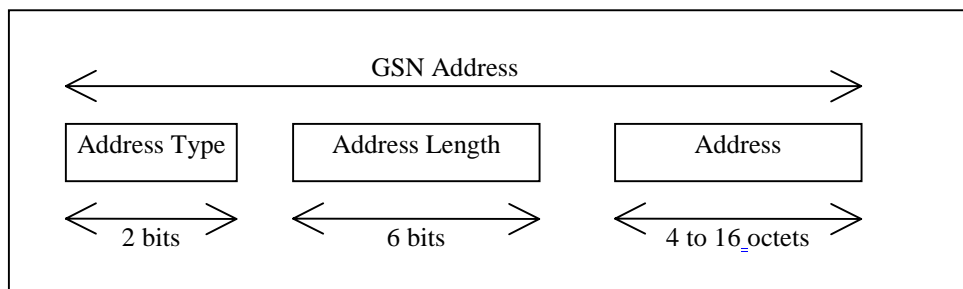 GSN Address
Address Type Address Length Address
2 bits 6 bits 4 to 16 octets